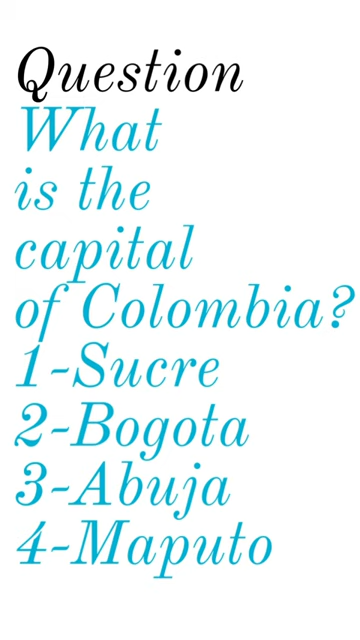 Question
What
is the
capital
of Colombia?
1-Sucre
2-Bogota
3-Abuja
4-Maputo